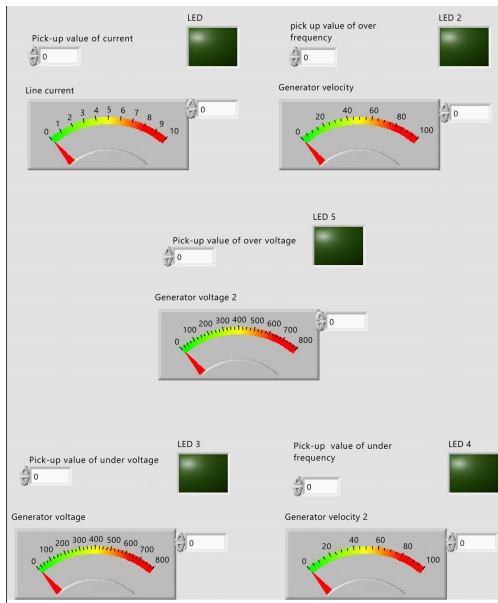 LED
Pick-up value of current
0
pick up value of over
frequency
0
LED 2
Line current
0
0 1 2 3 4 5 6 7 8 9 10
Generator velocity
0
0 20 40 60 80 100
LED 5
Pick-up value of over voltage
0
Generator voltage 2
0
0 100 200 300 400 500 600 700 800
LED 3
Pick-up value of under voltage
0
Pick-up value of under
frequency
0
LED 4
Generator voltage
0
0 100 200 300 400 500 600 700 800
Generator velocity 2
0
0 20 40 60 80 100